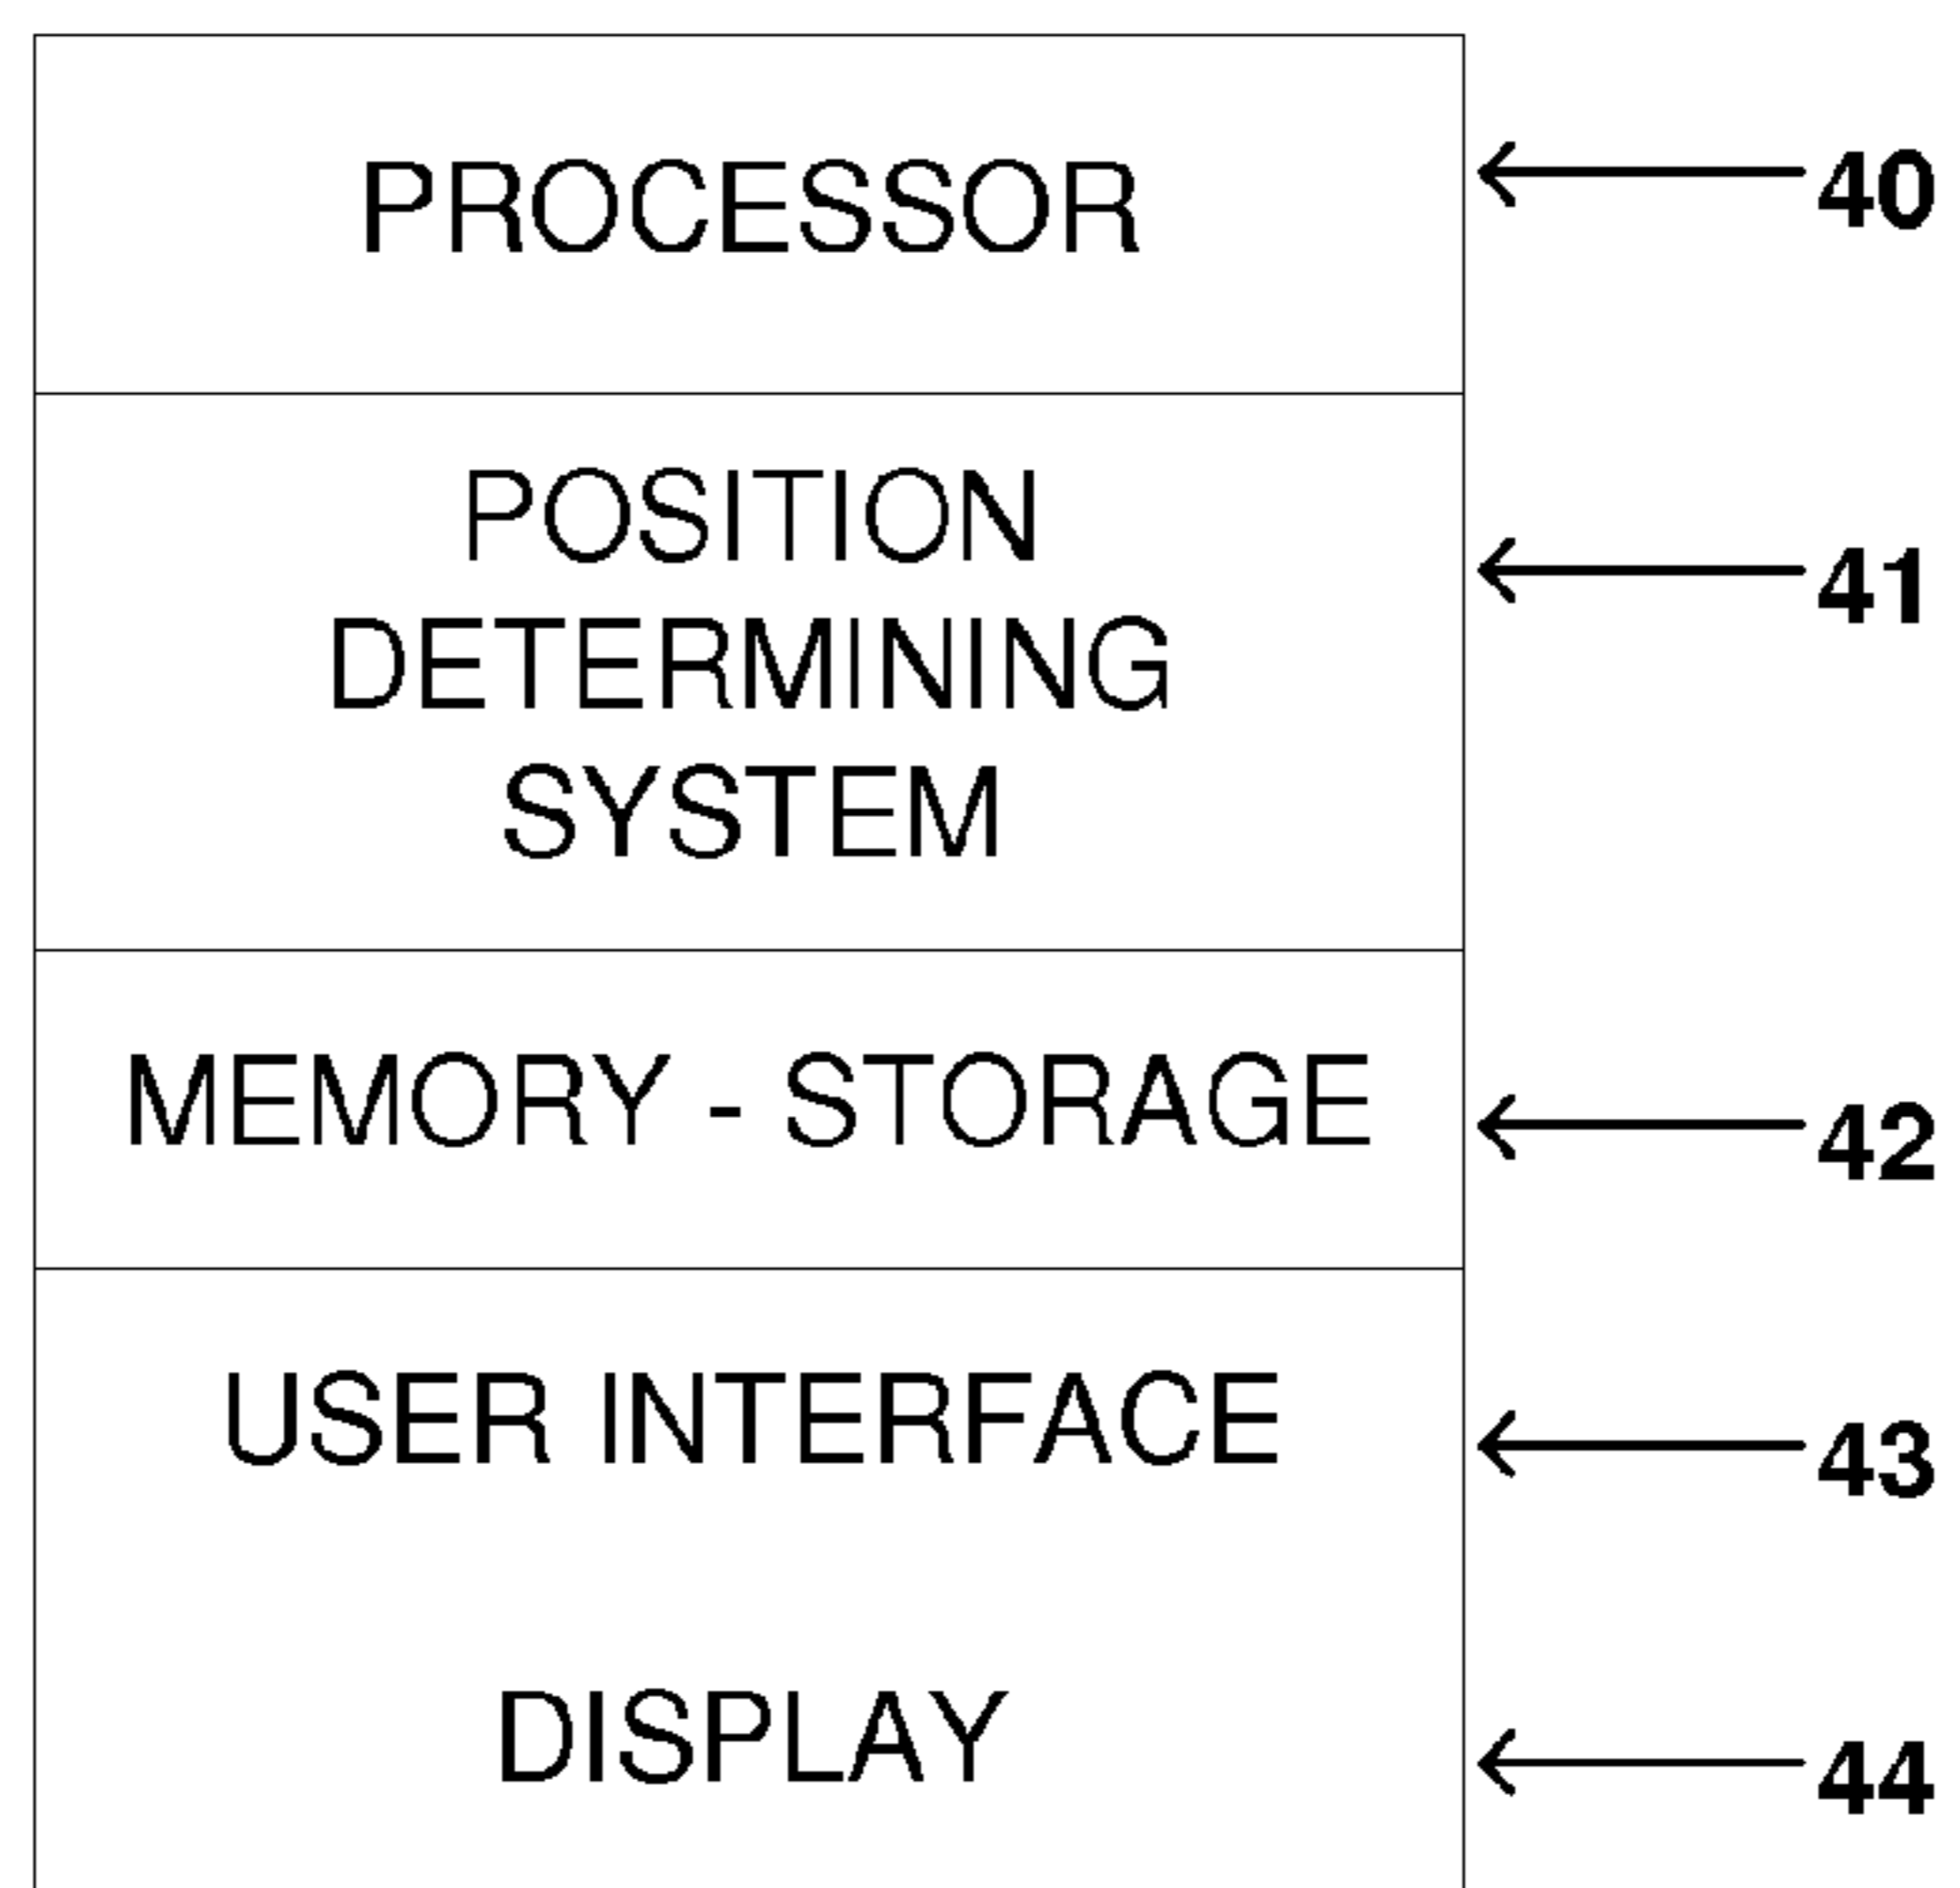 PROCESSOR
40
POSITION
41
DETERMINING
SYSTEM
MEMORY - STORAGE
42
USER INTERFACE
43
DISPLAY
44